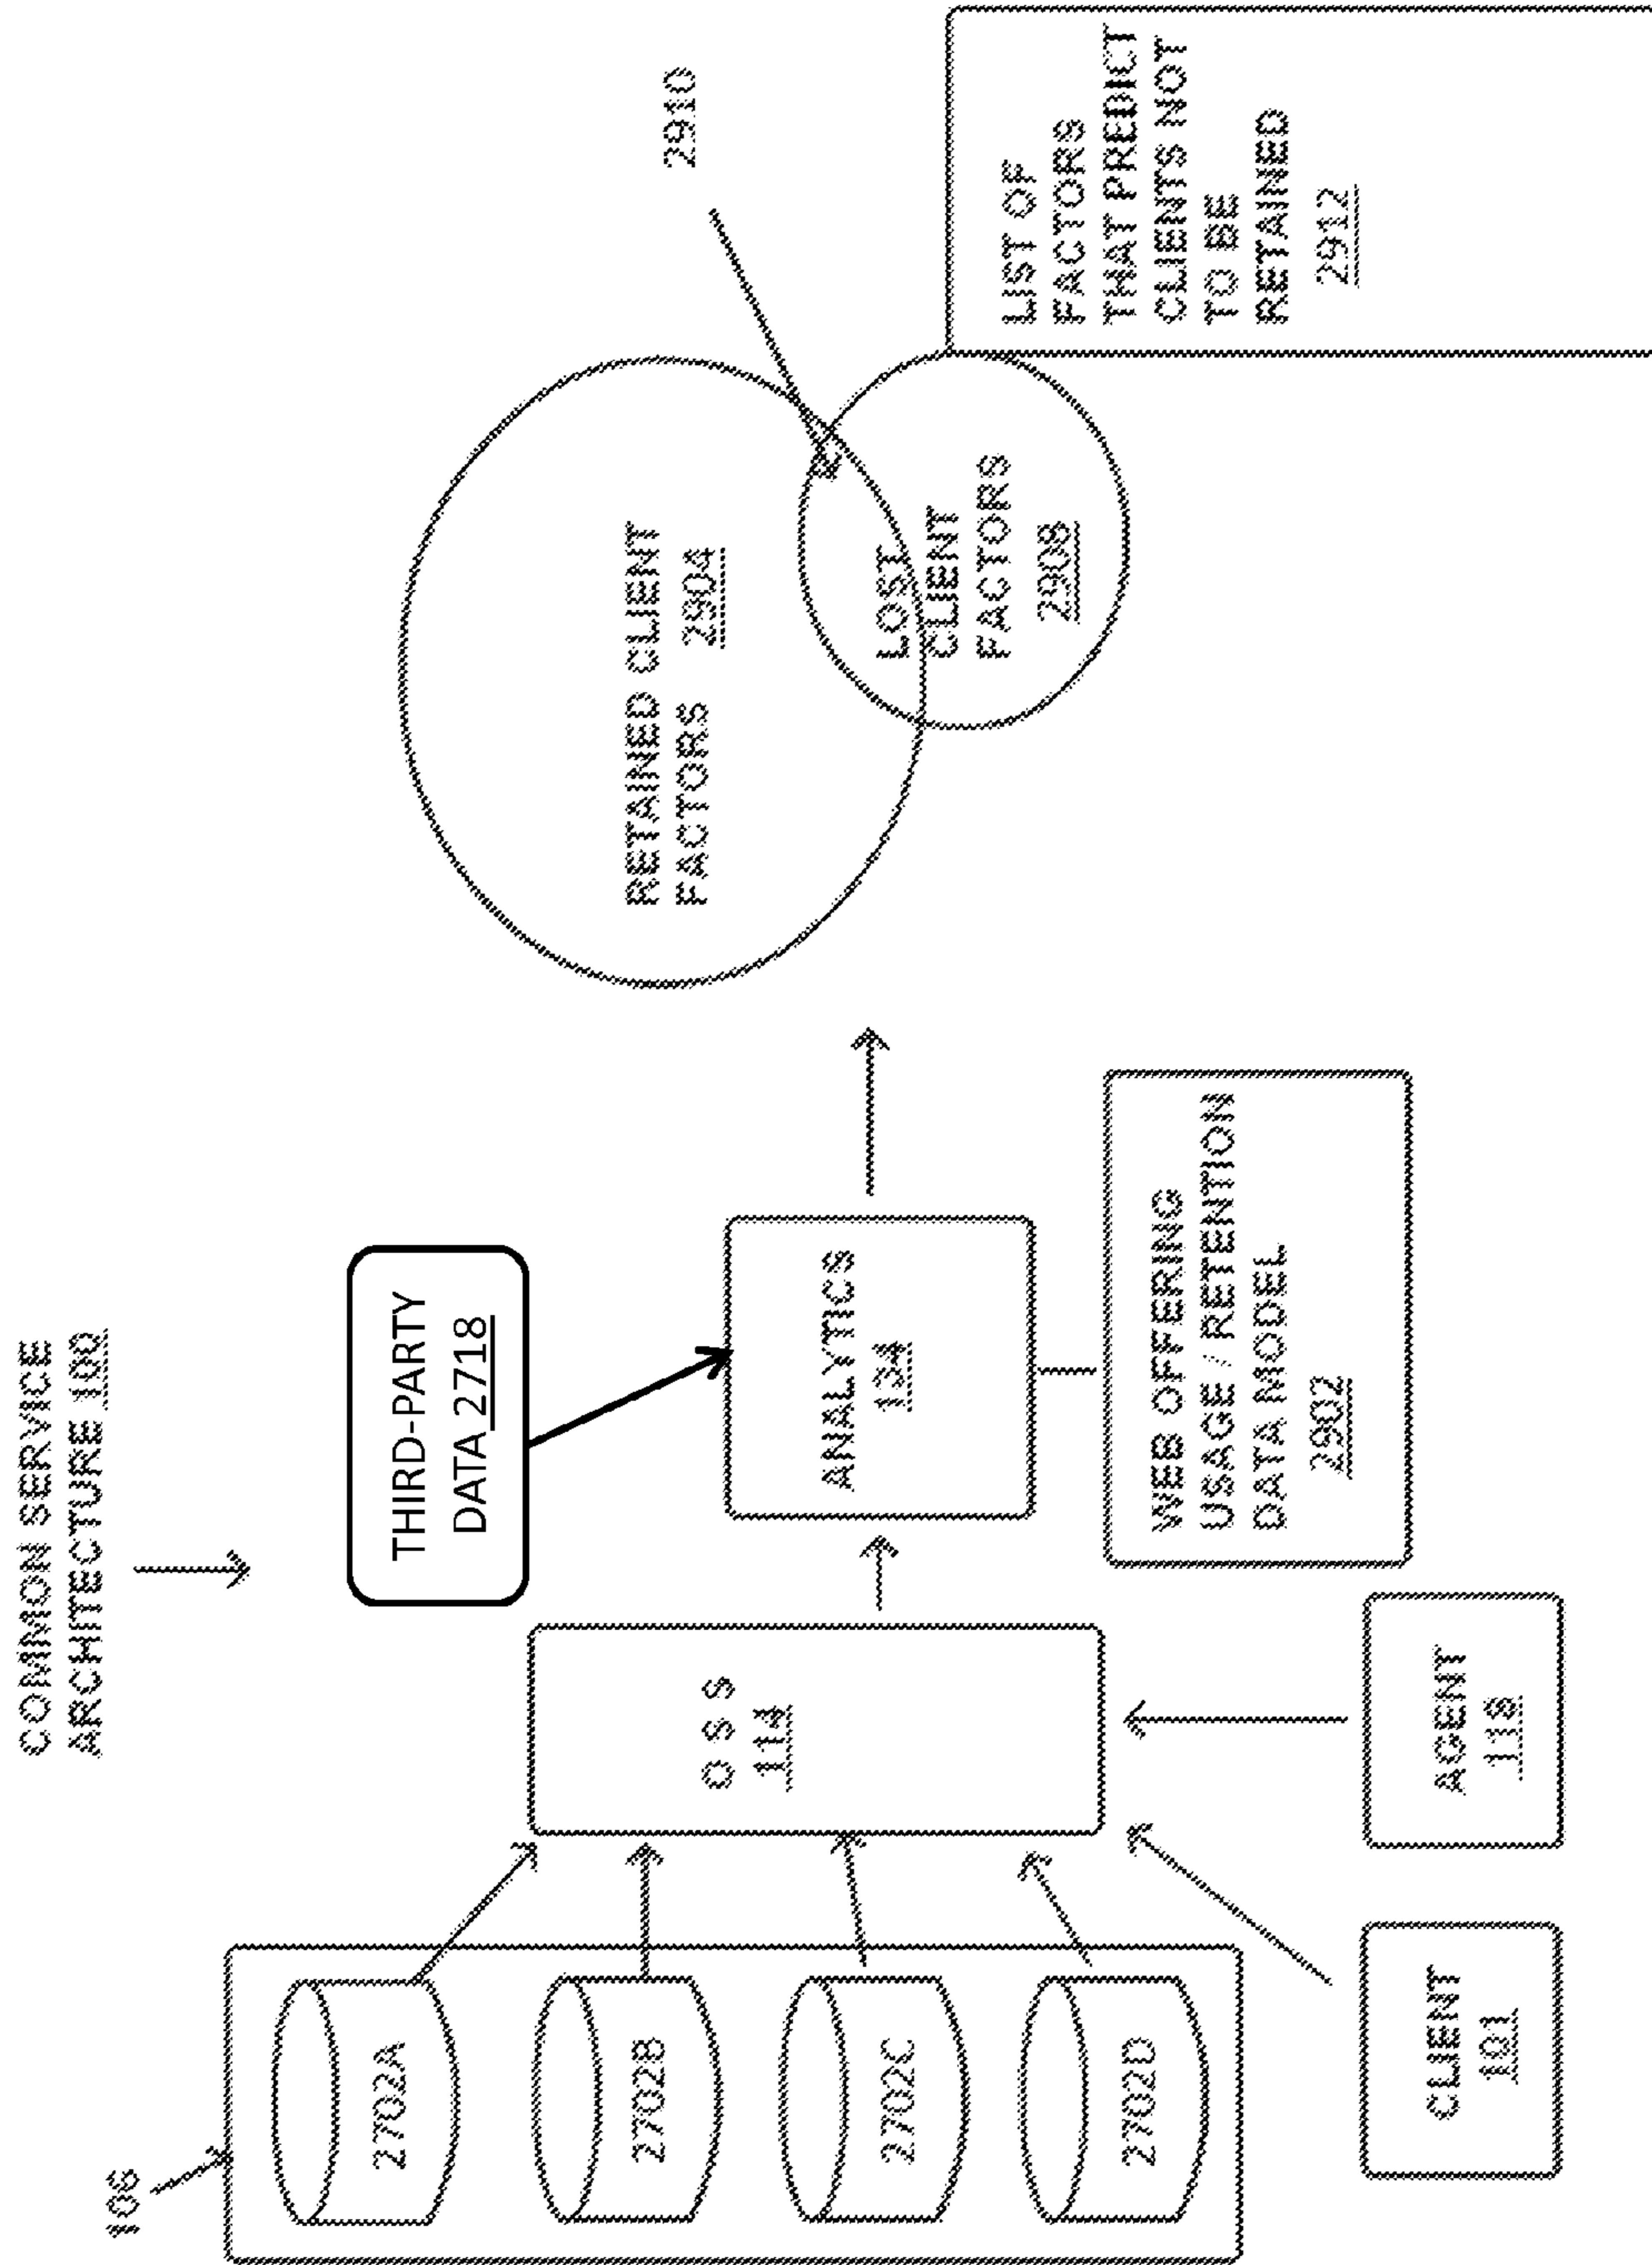 COMMON SERVICE
ARCHITECTURE 100
106
2702A
2702B
2702C
2702D
CLIENT
101
AGENT
118
O S S
114
THIRD-PARTY
DATA 2718
ANALYTICS
134
WEB OFFERING
USAGE / RETENTION
DATA MODEL
2902
RETAINED CLIENT
FACTORS 2904
LOST
CLIENT
FACTORS
2908
2910
LIST OF
FACTORS
THAT PREDICT
CLIENTS NOT
TO BE
RETAINED
2912